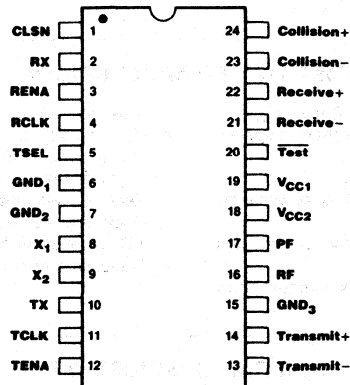 CLSN 1 24 Collision+
RX 2 23 Collision−
RENA 3 22 Receive+
RCLK 4 21 Receive−
TSEL 5 20 Test
GND1 6 19 VCC1
GND2 7 18 VCC2
X1 8 17 PF
X2 9 16 RF
TX 10 15 GND3
TCLK 11 14 Transmit+
TENA 12 13 Transmit−